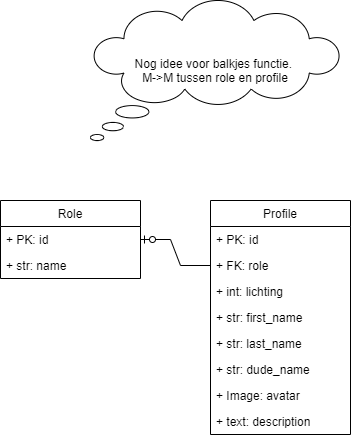 Nog idee voor balkjes functie.
M->M tussen role en profile
Role
+ PK: id
+ str: name
Profile
+ PK: id
+ FK: role
+ int: lichting
+ str: first_name
+ str: last_name
+ str: dude_name
+ Image: avatar
+ text: description